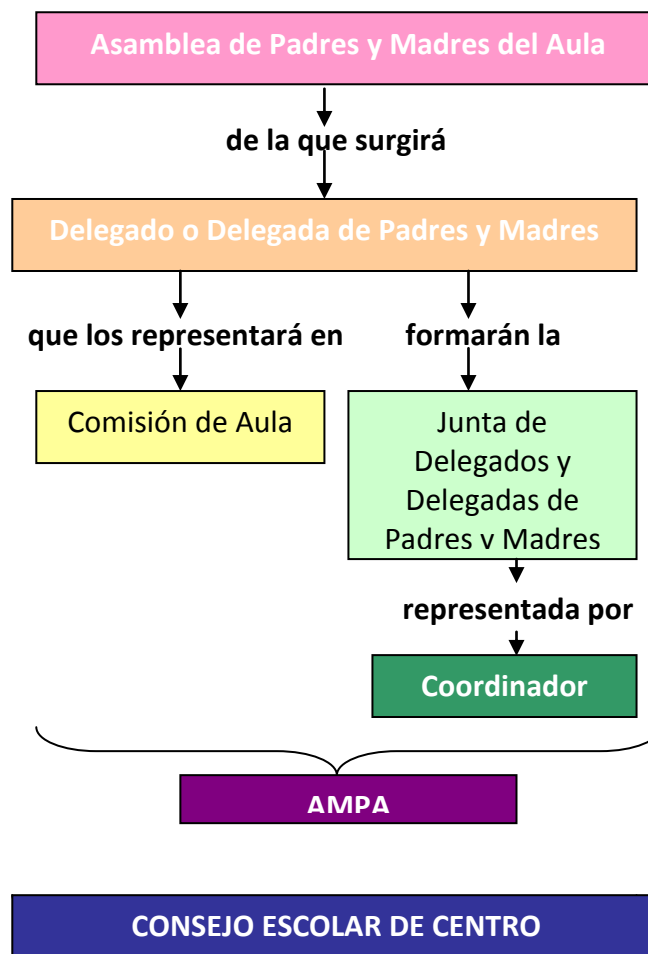 Asamblea de Padres y Madres del Aula
de la que surgirá
Delegado o Delegada de Padres y Madres
que los representará en
formarán la
Comisión de Aula
Junta de
Delegados y
Delegadas de
Padres y Madres
representada por
Coordinador
AMPA
CONSEJO ESCOLAR DE CENTRO